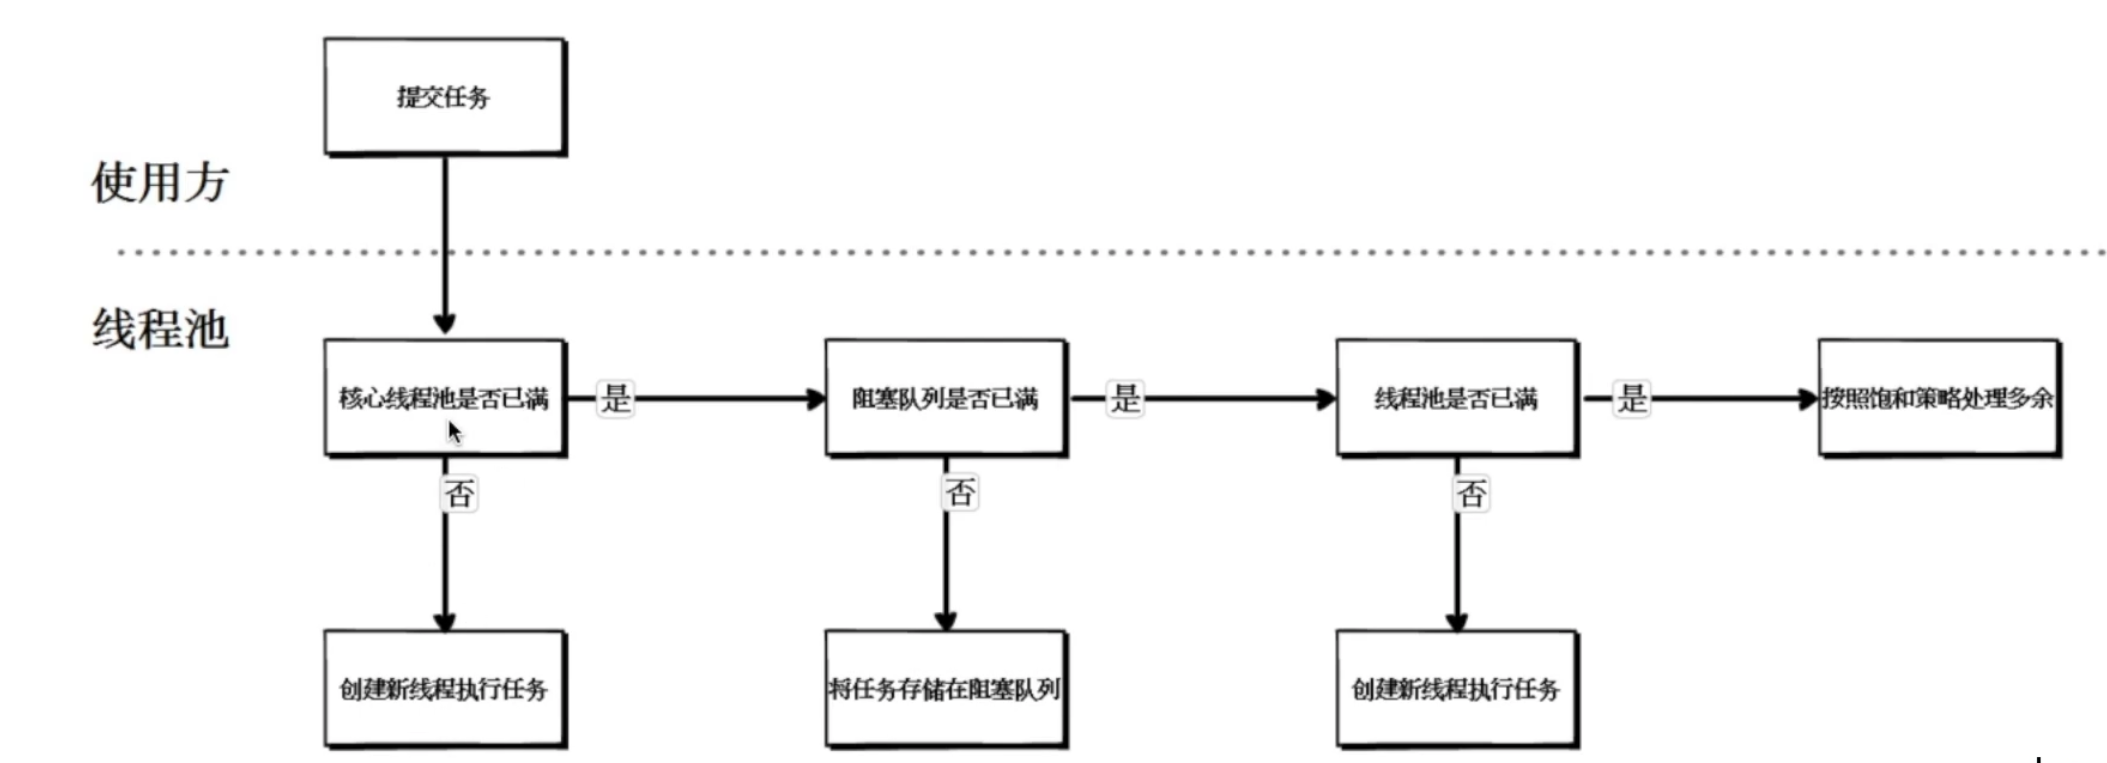 提交任务
使用方
线程池
核心线程池是否已满
是
阻塞队列是否已满
是
线程池是否已满
是
按照饱和策略处理多余
否
否
否
创建新线程执行任务
将任务存储在阻塞队列
创建新线程执行任务